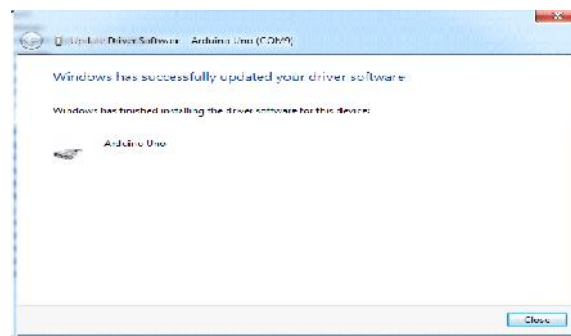 Update Driver Software - Arduino Uno (COM9)
Windows has successfully updated your driver software
Windows has finished installing the driver software for this device:
Arduino Uno
Close